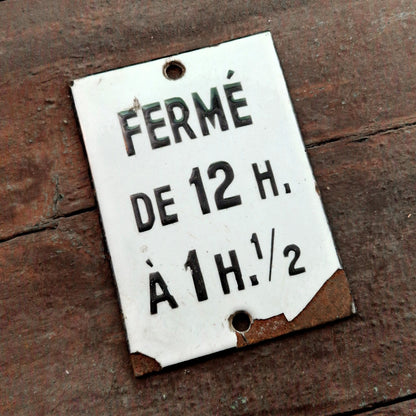 FERMÉ
DE 12 H.
À 1 H. 1/2